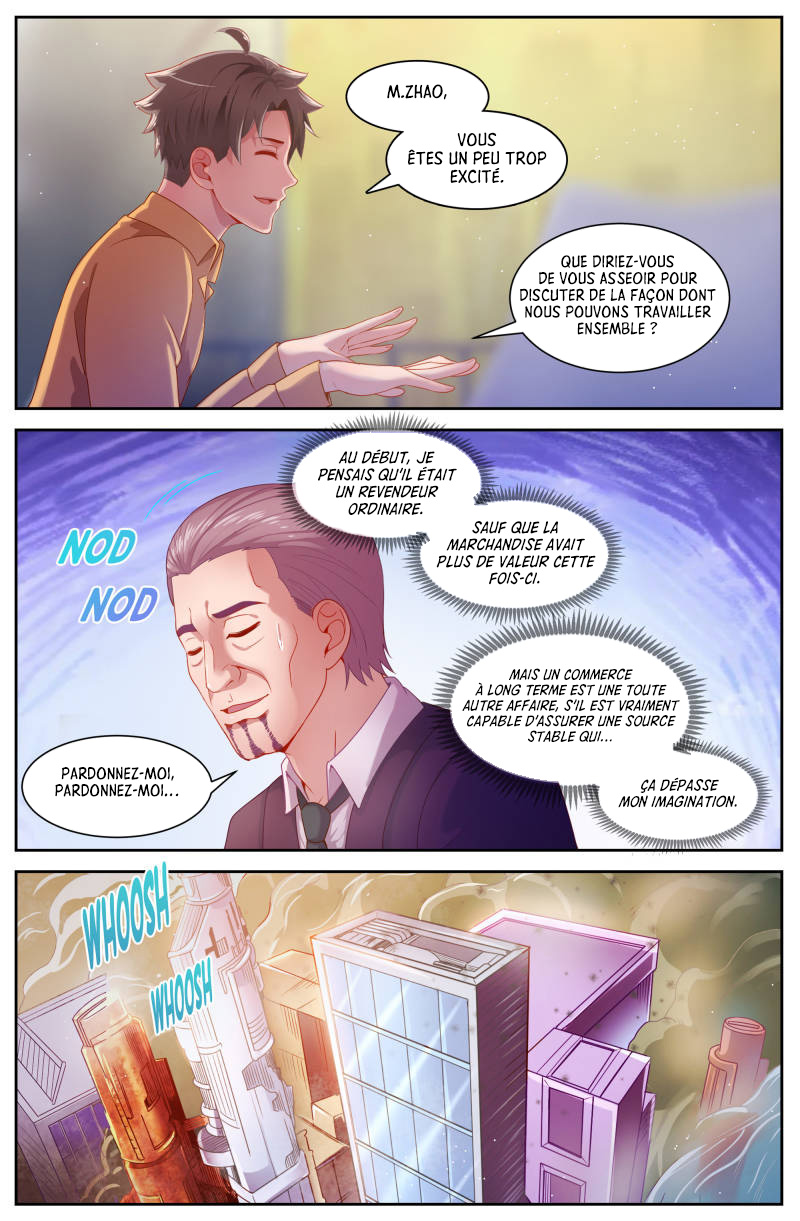 M.ZHAO,
VOUS
ÊTES UN PEU TROP
EXCITÉ.
QUE DIRIEZ-VOUS
DE VOUS ASSEOIR POUR
DISCUTER DE LA FAÇON DONT
NOUS POUVONS TRAVAILLER
ENSEMBLE ?
AU DÉBUT, JE
PENSAIS QU'IL ÉTAIT
UN REVENDEUR
ORDINAIRE.
SAUF QUE LA
MARCHANDISE AVAIT
PLUS DE VALEUR CETTE
FOIS-CI.
NOD
NOD
MAIS UN COMMERCE
À LONG TERME EST UNE TOUTE
AUTRE AFFAIRE, S'IL EST VRAIMENT
CAPABLE D'ASSURER UNE SOURCE
STABLE QUI...
ÇA DÉPASSE
MON IMAGINATION.
PARDONNEZ-MOI,
PARDONNEZ-MOI...
WHOOSH
WHOOSH